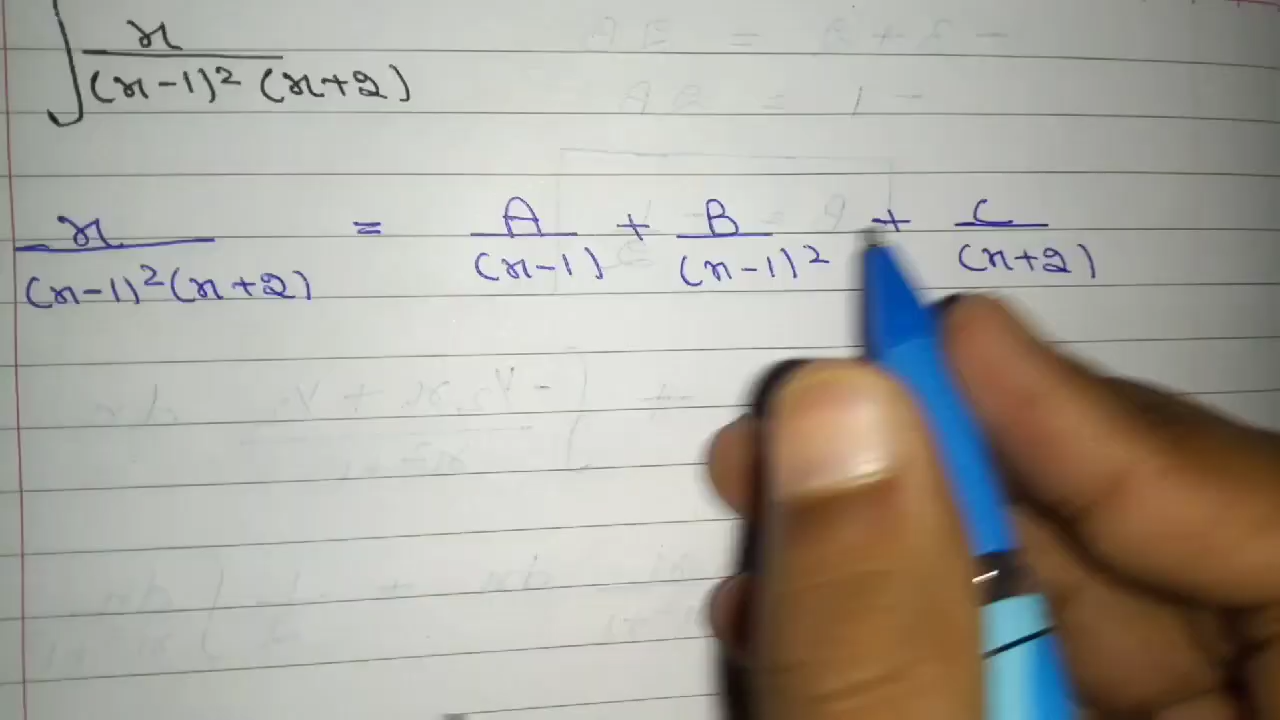 ∫ x / (x-1)² (x+2)
x / (x-1)² (x+2) = A / (x-1) + B / (x-1)² + C / (x+2)